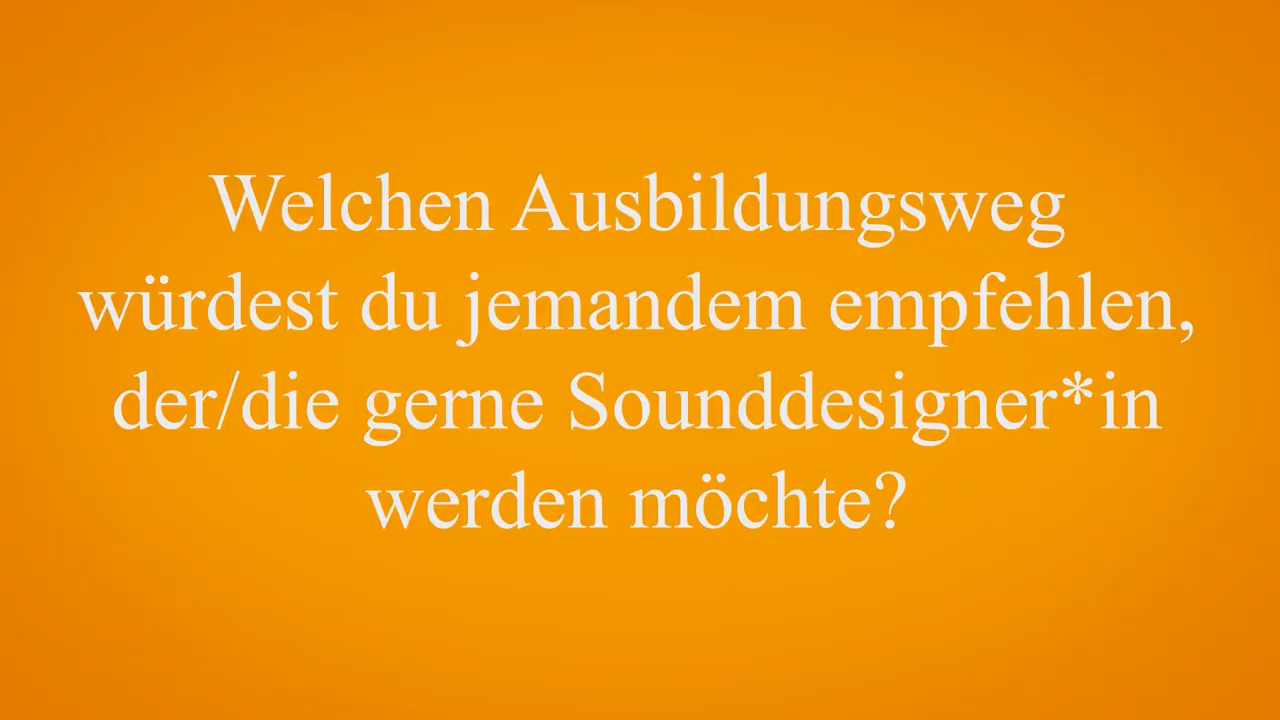 Welchen Ausbildungsweg
würdest du jemandem empfehlen,
der/die gerne Sounddesigner*in
werden möchte?